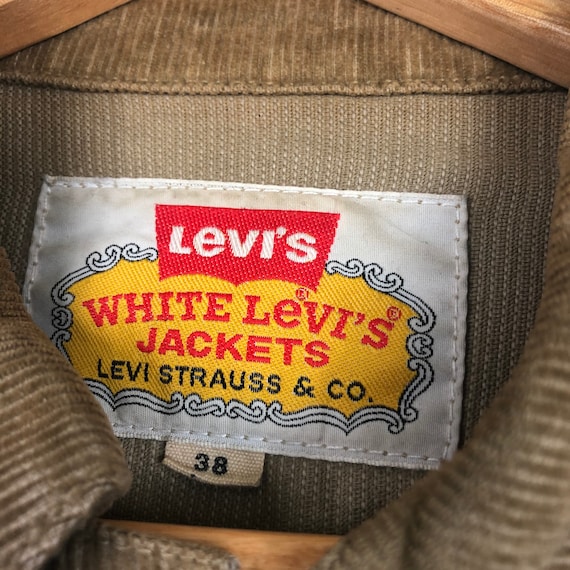 LeVI'S
WHITE LeVI'S®
JACKETS
LEVI STRAUSS & CO.
38